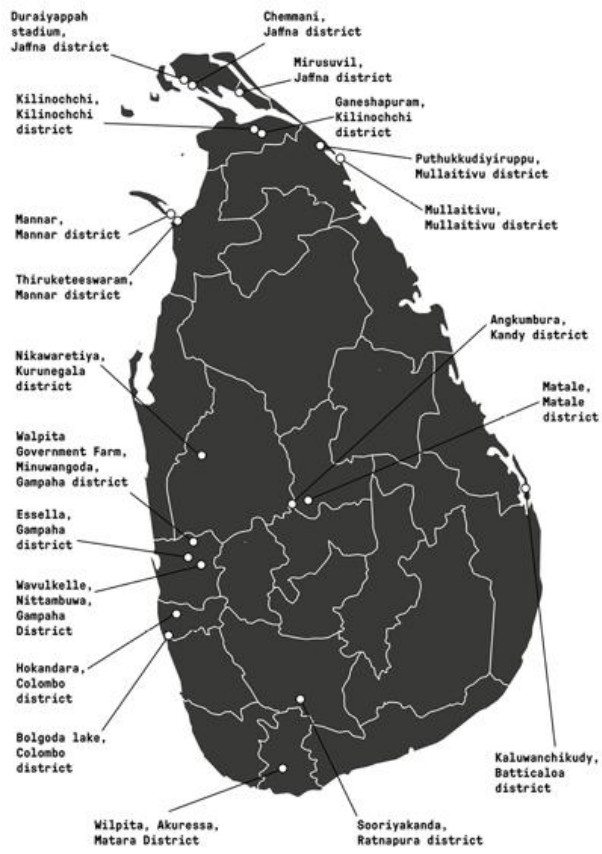 Duraiyappah
stadium,
Jaffna district
Chemmani,
Jaffna district
Mirusuvil,
Jaffna district
Kilinochchi,
Kilinochchi
district
Ganeshapuram,
Kilinochchi
district
Puthukkudiyiruppu,
Mullaitivu district
Mullaitivu,
Mullaitivu district
Mannar,
Mannar district
Thiruketeeswaram,
Mannar district
Angkumbura,
Kandy district
Nikawaretiya,
Kurunegala
district
Matale,
Matale
district
Walpita
Government Farm,
Minuwangoda,
Gampaha district
Essella,
Gampaha
district
Wavulkelle,
Nittambuwa,
Gampaha
District
Hokandara,
Colombo
district
Bolgoda lake,
Colombo
district
Kaluwanchikudy,
Batticaloa
district
Wilpita, Akuressa,
Matara District
Sooriyakanda,
Ratnapura district